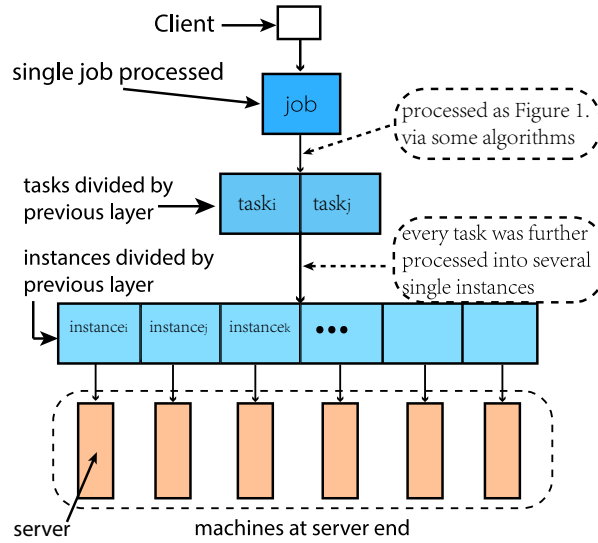 Client
single job processed
job
processed as Figure 1.
via some algorithms
tasks divided by
previous layer
taski
taskj
every task was further
processed into several
single instances
instances divided by
previous layer
instancei
instancej
instancek
•••
server
machines at server end